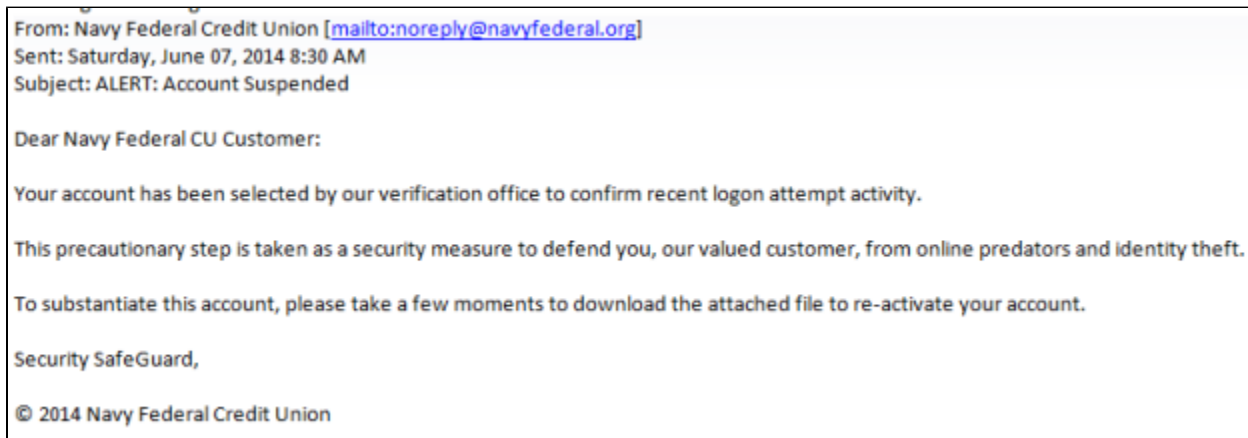 From: Navy Federal Credit Union [mailto:noreply@navyfederal.org]
Sent: Saturday, June 07, 2014 8:30 AM
Subject: ALERT: Account Suspended
Dear Navy Federal CU Customer:
Your account has been selected by our verification office to confirm recent logon attempt activity.
This precautionary step is taken as a security measure to defend you, our valued customer, from online predators and identity theft.
To substantiate this account, please take a few moments to download the attached file to re-activate your account.
Security SafeGuard,
© 2014 Navy Federal Credit Union